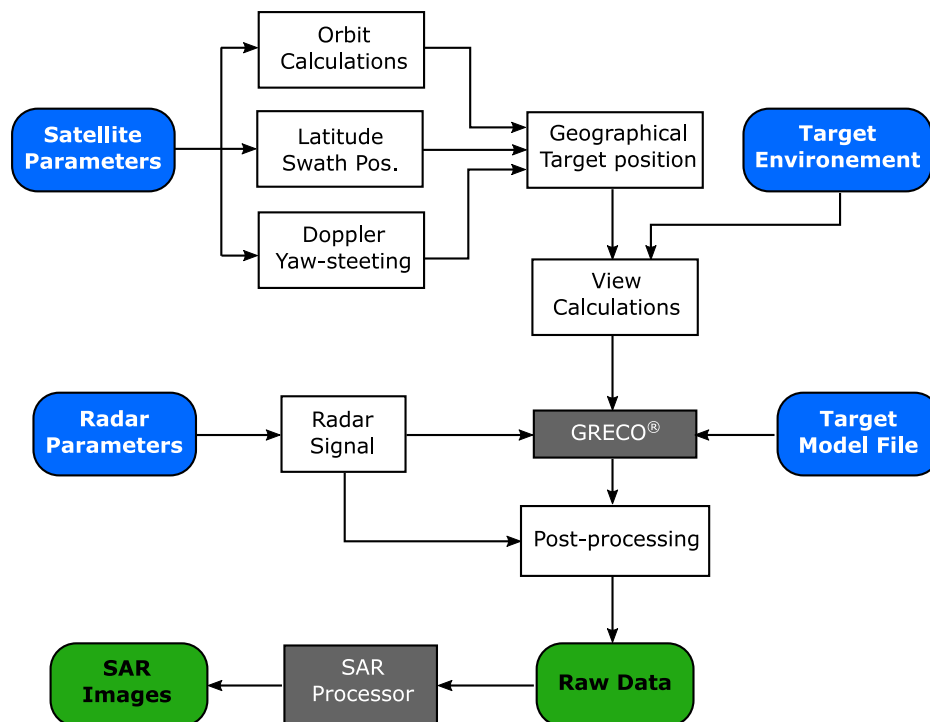 Orbit
Calculations
Satellite
Parameters
Latitude
Swath Pos.
Geographical
Target position
Target
Environement
Doppler
Yaw-steeting
View
Calculations
Radar
Parameters
Radar
Signal
GRECO®
Target
Model File
Post-processing
SAR
Images
SAR
Processor
Raw Data